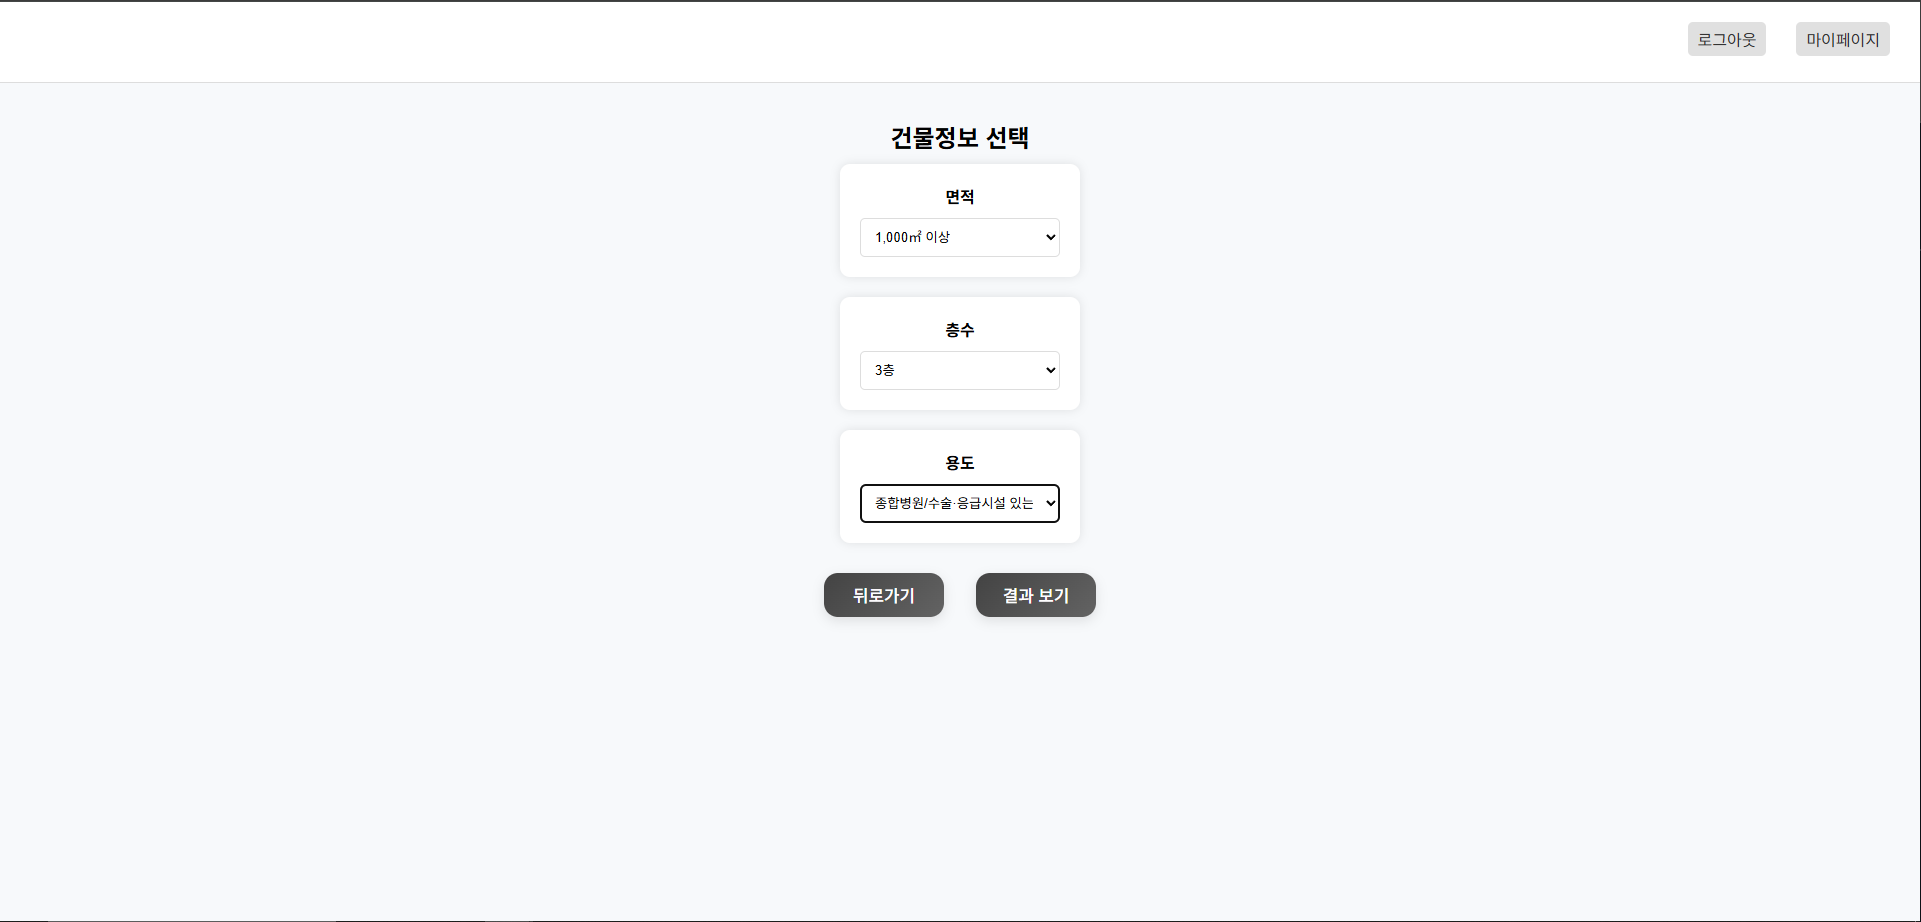 로그아웃 마이페이지
건물정보 선택
면적
1,000㎡ 이상
층수
3층
용도
종합병원/수술·응급시설 있는
뒤로가기 결과 보기